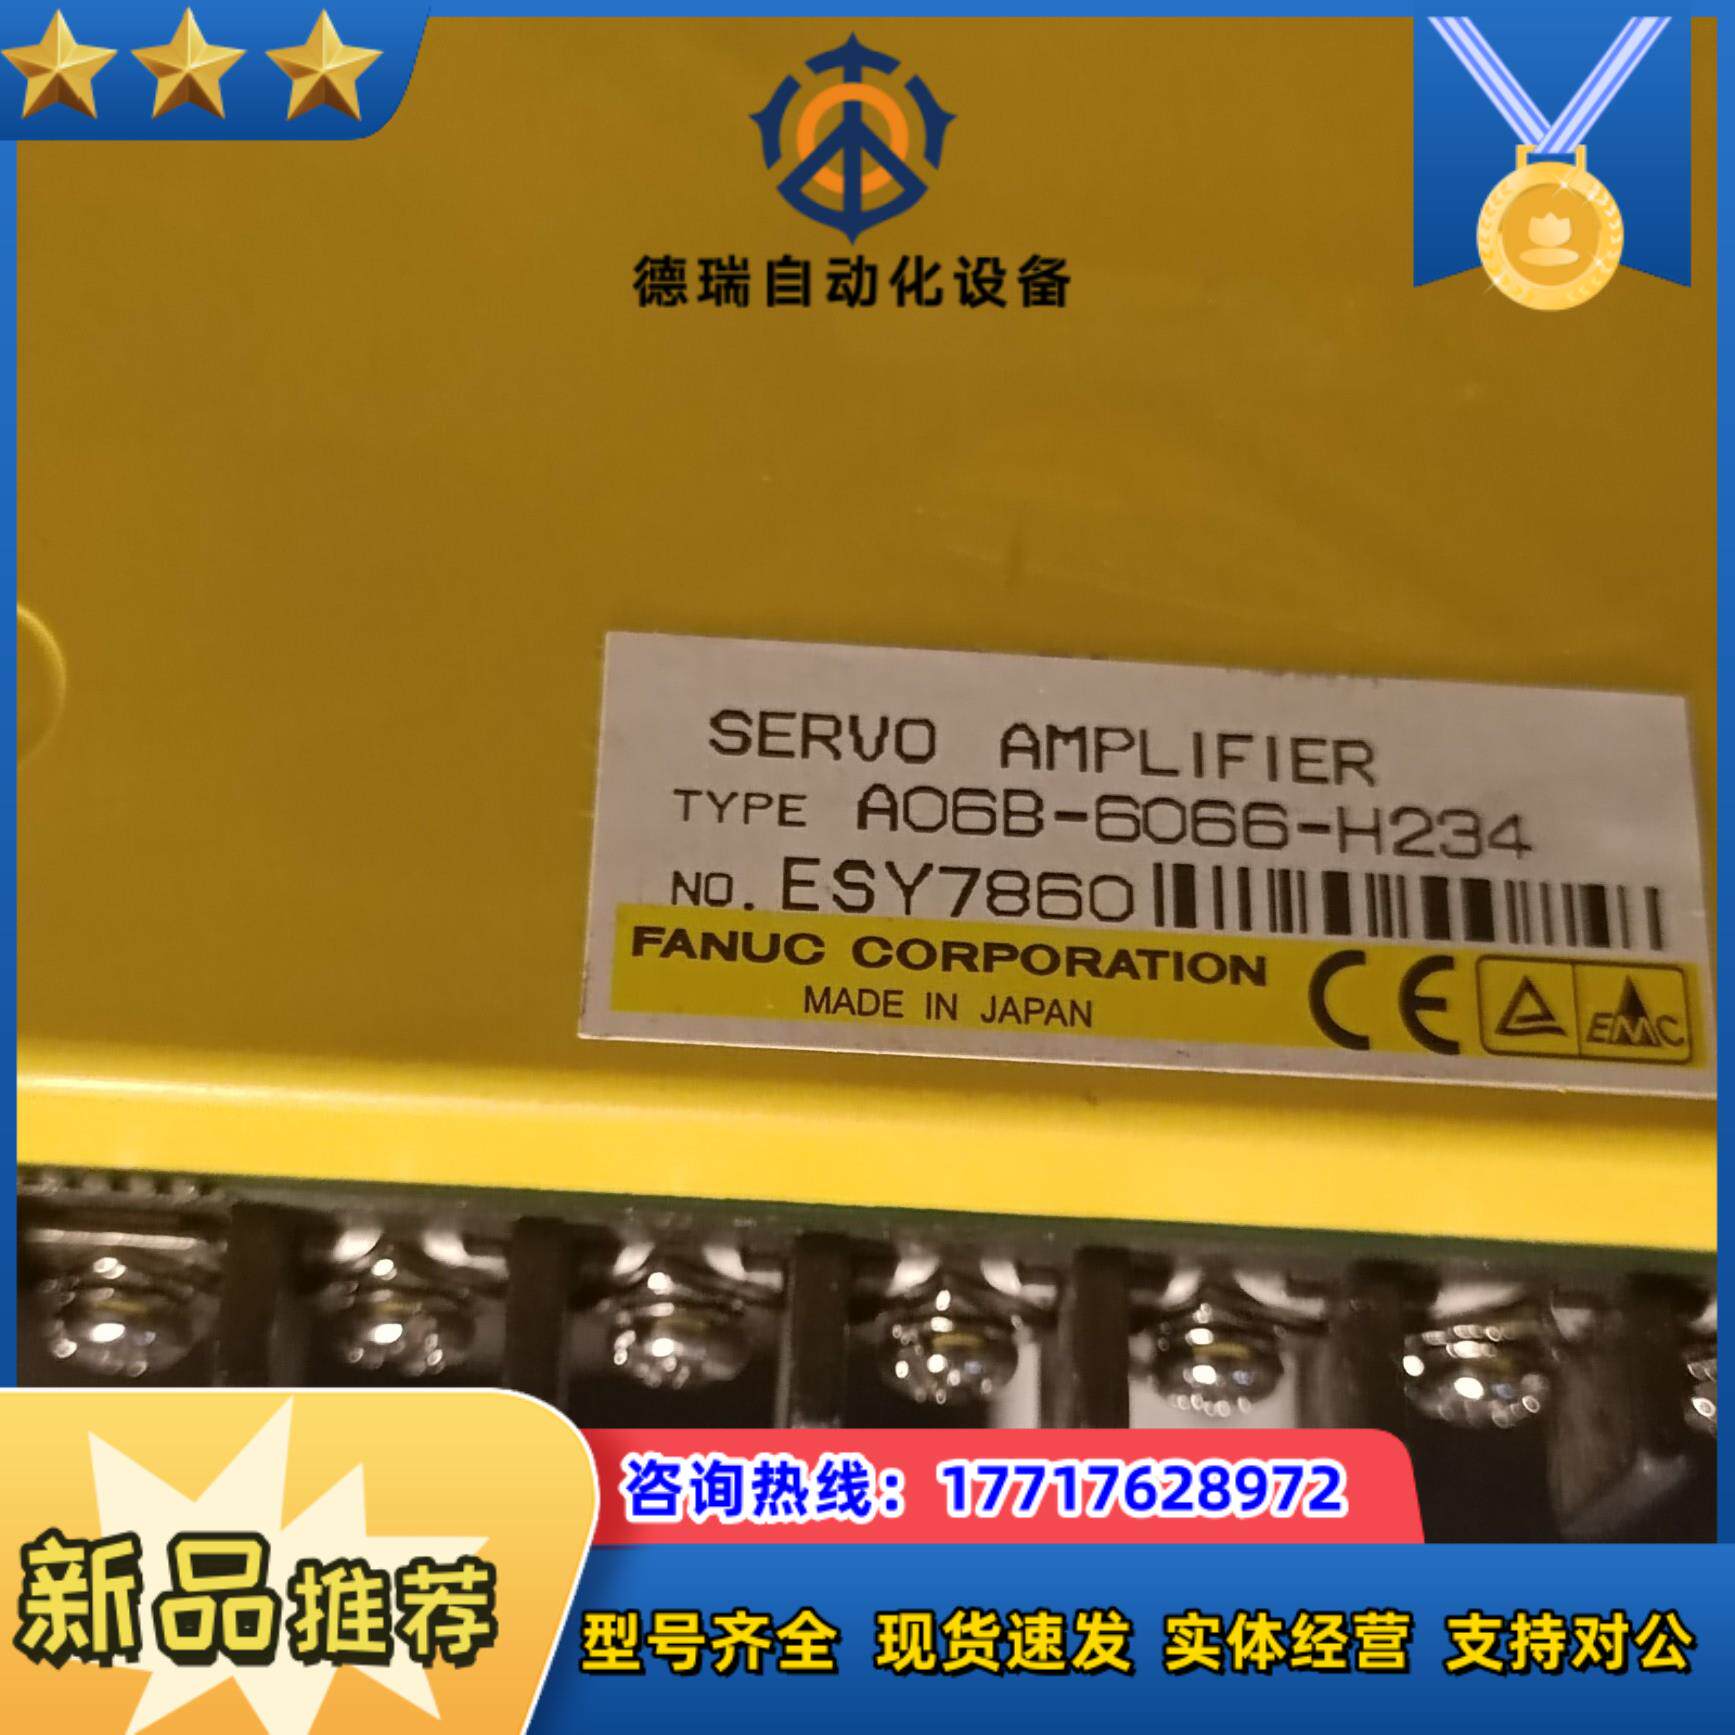 德瑞自动化设备
SERVO AMPLIFIER
TYPE A06B-6066-H234
NO. ESY7860
FANUC CORPORATION
MADE IN JAPAN
CE
EMC
咨询热线：17717628972
新品推荐
型号齐全 现货速发 实体经营 支持对公